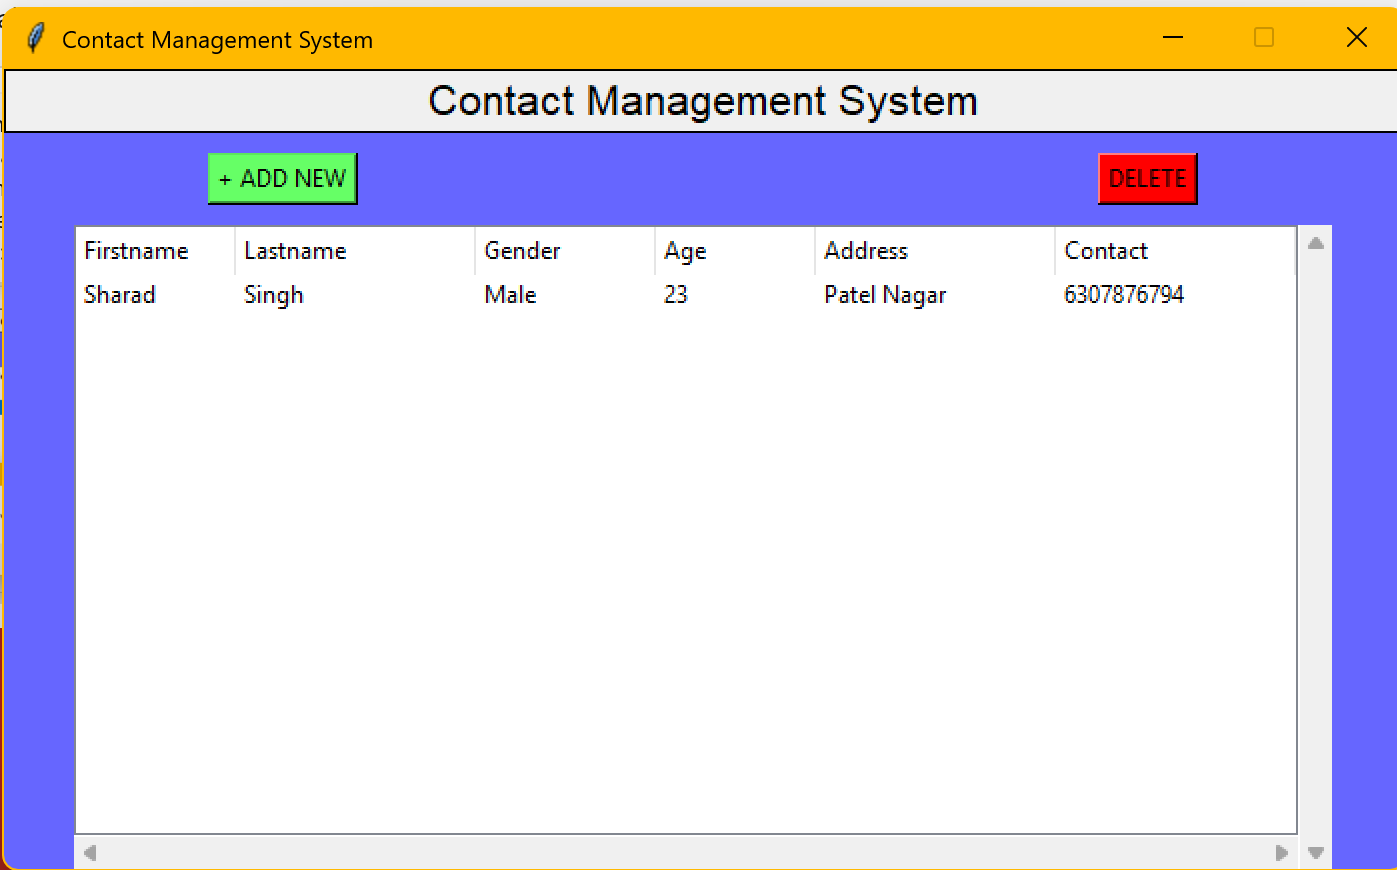 Contact Management System
Contact Management System
+ ADD NEW DELETE
Firstname Lastname Gender Age Address Contact
Sharad Singh Male 23 Patel Nagar 6307876794